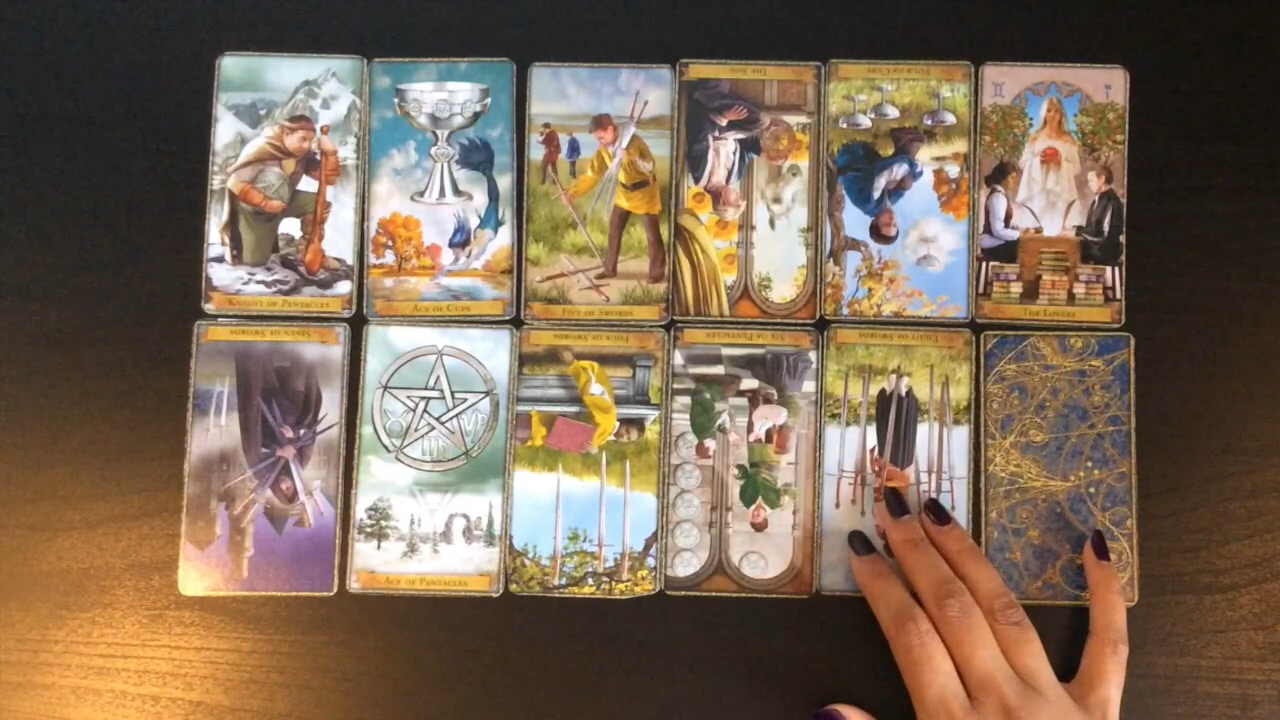 KNIGHT OF PENTACLES
ACE OF CUPS
FIVE OF SWORDS
THE SUN
FOUR OF CUPS
THE LOVERS
SEVEN OF SWORDS
ACE OF PENTACLES
FOUR OF SWORDS
SIX OF PENTACLES
EIGHT OF SWORDS